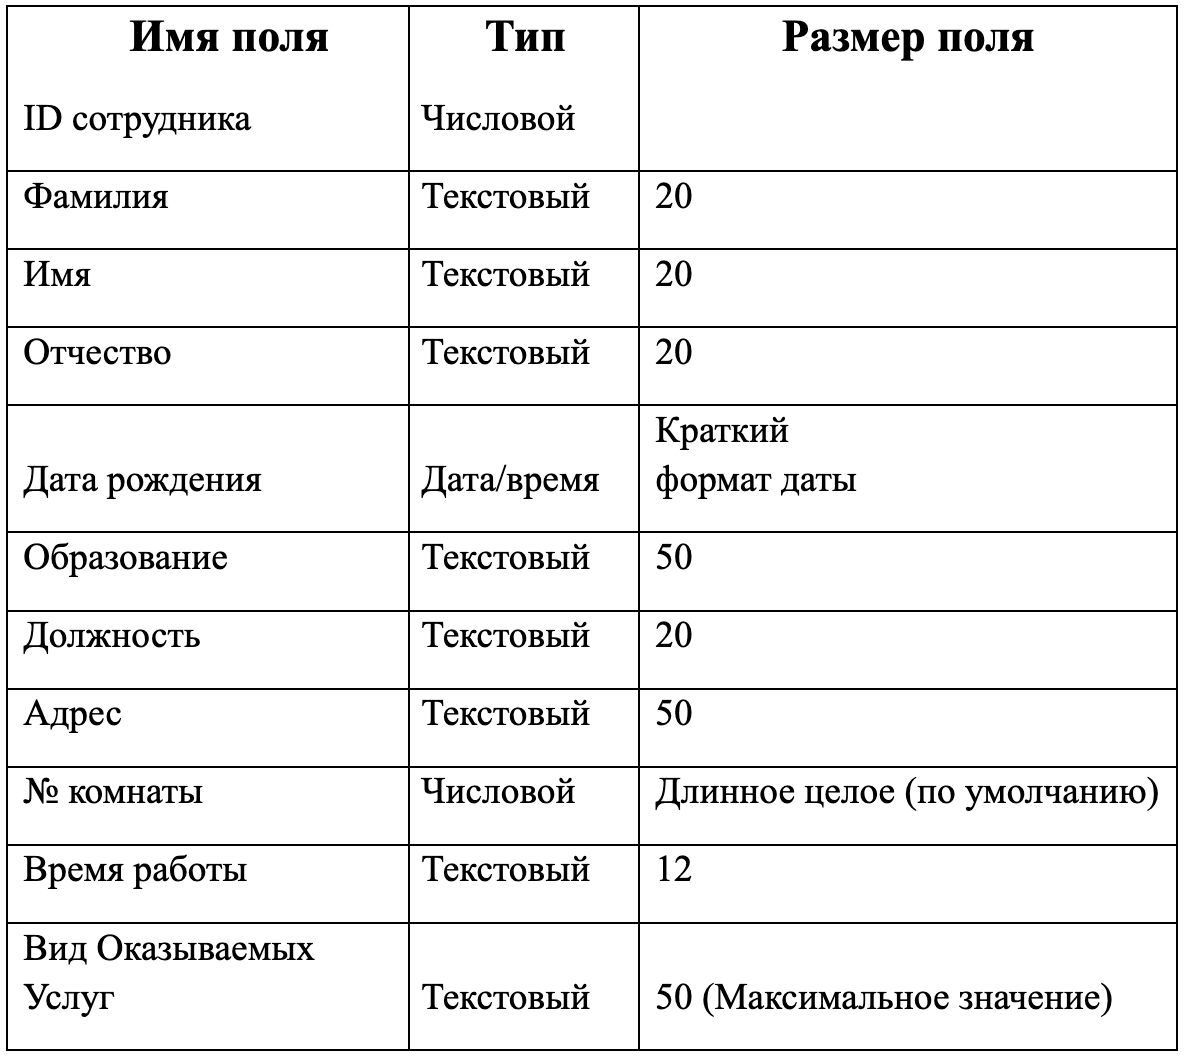 Имя поля Тип Размер поля
ID сотрудника Числовой
Фамилия Текстовый 20
Имя Текстовый 20
Отчество Текстовый 20
Краткий
Дата рождения Дата/время формат даты
Образование Текстовый 50
Должность Текстовый 20
Адрес Текстовый 50
№ комнаты Числовой Длинное целое (по умолчанию)
Время работы Текстовый 12
Вид Оказываемых
Услуг Текстовый 50 (Максимальное значение)